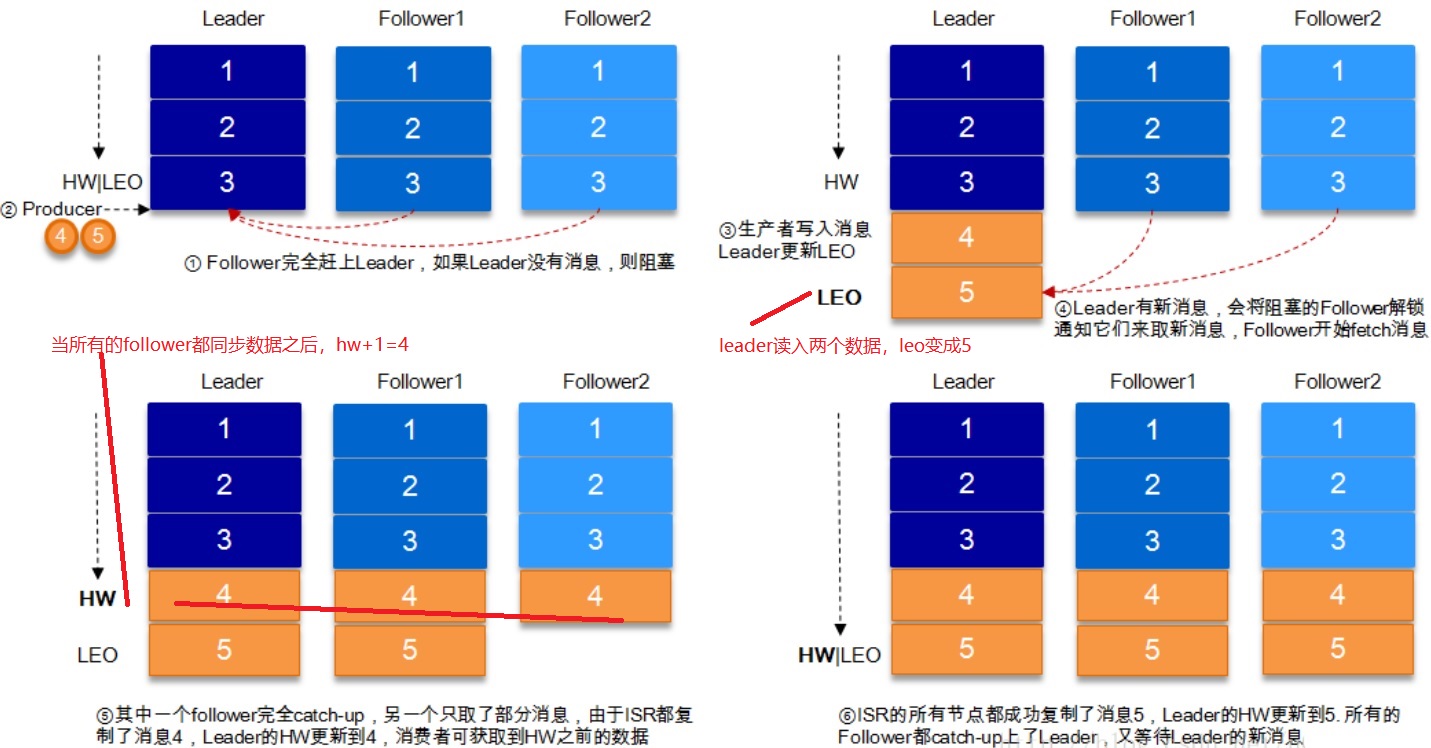 Leader Follower1 Follower2
1 1 1
2 2 2
HW|LEO 3 3 3
② Producer
4 5
① Follower完全赶上Leader，如果Leader没有消息，则阻塞
Leader Follower1 Follower2
1 1 1
2 2 2
HW 3 3 3
③生产者写入消息 4
Leader更新LEO
LEO 5
④Leader有新消息，会将阻塞的Follower解锁
通知它们来取新消息，Follower开始fetch消息
当所有的follower都同步数据之后，hw+1=4
leader读入两个数据，leo变成5
Leader Follower1 Follower2
1 1 1
2 2 2
3 3 3
HW 4 4 4
LEO 5 5
⑤其中一个follower完全catch-up，另一个只取了部分消息，由于ISR都复
制了消息4，Leader的HW更新到4，消费者可获取到HW之前的数据
Leader Follower1 Follower2
1 1 1
2 2 2
3 3 3
4 4 4
HW|LEO 5 5 5
⑥ISR的所有节点都成功复制了消息5，Leader的HW更新到5. 所有的
Follower都catch-up上了Leader，又等待Leader的新消息